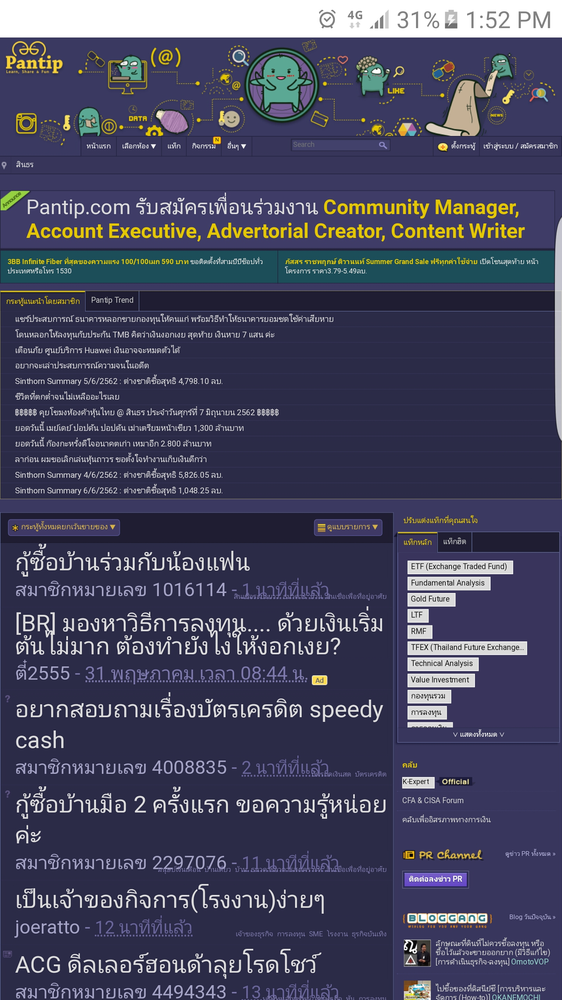 4G 31% 1:52 PM
Pantip
Learn, Share & Fun
(@)
@
LIKE
DATA
NEWS
หน้าแรก เลือกห้อง ▼ แท็ก กิจกรรม N อื่นๆ ▼ Search ตั้งกระทู้ เข้าสู่ระบบ / สมัครสมาชิก
สินธร
Announce
Pantip.com รับสมัครเพื่อนร่วมงาน Community Manager,
Account Executive, Advertorial Creator, Content Writer
3BB Infinite Fiber ที่สุดของความแรง 100/100เมก 590 บาท ขอติดตั้งที่สามบีบีช็อปทั่ว
ประเทศหรือโทร 1530
ภัสสร ราชพฤกษ์ ติวานนท์ Summer Grand Sale ฟรีทุกค่าใช้จ่าย เปิดโซนสุดท้าย หน้า
โครงการ ราคา3.79-5.49ลบ.
กระทู้แนะนำโดยสมาชิก Pantip Trend
แชร์ประสบการณ์ ธนาคารหลอกขายกองทุนให้คนแก่ พร้อมวิธีทำให้ธนาคารยอมชดใช้ค่าเสียหาย
โดนหลอกให้ลงทุนกับประกัน TMB คิดว่าเงินงอกเงย สุดท้าย เงินหาย 7 แสน ค่ะ
เตือนภัย ศูนย์บริการ Huawei เงินอาจจะหมดตัวได้
อยากจะเล่าประสบการณ์ความจนในอดีต
Sinthorn Summary 5/6/2562 : ต่างชาติซื้อสุทธิ 4,798.10 ลบ.
ชีวิตที่ตกต่ำจนไม่เหลืออะไรเลย
฿฿฿฿฿ คุยโขมงห้องค้าหุ้นไทย @ สินธร ประจำวันศุกร์ที่ 7 มิถุนายน 2562 ฿฿฿฿฿
ยอดวันนี้ เมย์เดย์ ปอปดัน ปอปดัน เม่าเตรียมหน้าเขียว 1,300 ล้านบาท
ยอดวันนี้ ก๊องกะหรั่งดีใจอนาคตเก่า เหมาอีก 2.800 ล้านบาท
ลาก่อน ผมขอเลิกเล่นหุ้นถาวร ขอตั้งใจทำงานเก็บเงินดีกว่า
Sinthorn Summary 4/6/2562 : ต่างชาติซื้อสุทธิ 5,826.05 ลบ.
Sinthorn Summary 6/6/2562 : ต่างชาติซื้อสุทธิ 1,048.25 ลบ.
กระทู้ทั้งหมดยกเว้นขายของ ▼ ดูแบบรายการ ▼
กู้ซื้อบ้านร่วมกับน้องแฟน
สมาชิกหมายเลข 1016114 - 1 นาทีที่แล้ว
สินเชื่อระยะยาว ธนาคาร บ้าน สินเชื่อเพื่อที่อยู่อาศัย
[BR] มองหาวิธีการลงทุน.... ด้วยเงินเริ่ม
ต้นไม่มาก ต้องทำยังไงให้งอกเงย?
ตี๋2555 - 31 พฤษภาคม เวลา 08:44 น. Ad
?
อยากสอบถามเรื่องบัตรเครดิต speedy
cash
สมาชิกหมายเลข 4008835 - 2 นาทีที่แล้ว
บัตรกดเงินสด บัตรเครดิต
?
กู้ซื้อบ้านมือ 2 ครั้งแรก ขอความรู้หน่อย
ค่ะ
สมาชิกหมายเลข 2297076 - 11 นาทีที่แล้ว
มนุษย์เงินเดือน บ้านเดี่ยว บ้าน ธนาคารอาคารสงเคราะห์ สินเชื่อเพื่อที่อยู่อาศัย
เป็นเจ้าของกิจการ(โรงงาน)ง่ายๆ
joeratto - 12 นาทีที่แล้ว
เจ้าของธุรกิจ การลงทุน SME โรงงาน ธุรกิจบันเทิง
ACG ดีลเลอร์ฮอนด้าลุยโรดโชว์
สมาชิกหมายเลข 4494343 - 13 นาทีที่แล้ว
หุ้น การลงทุน
ปรับแต่งแท็กที่คุณสนใจ
แท็กหลัก แท็กฮิต
ETF (Exchange Traded Fund)
Fundamental Analysis
Gold Future
LTF
RMF
TFEX (Thailand Future Exchange...
Technical Analysis
Value Investment
กองทุนรวม
การลงทุน
∨ แสดงทั้งหมด ∨
คลับ
K-Expert Official
CFA & CISA Forum
คลับเพื่ออิสรภาพทางการเงิน
PR Channel ดูข่าว PR ทั้งหมด »
ติดต่อลงข่าว PR
{BLOGGANG} Blog วันปัจจุบัน »
WEBLOG FOR YOU AND YOUR GANG
ณ
ลักษณะที่ดินที่ไม่ควรซื้อลงทุน หรือ
ซื้อไว้แล้วจะขายออกยาก (มีวิธีแก้ไข)
[การดำเนินธุรกิจ-ลงทุน] OmotoVOP
ไปซื้อของที่ดิสนีย์ซี [การบริหารและ
จัดการ (How-to)] OKANEMOCHI